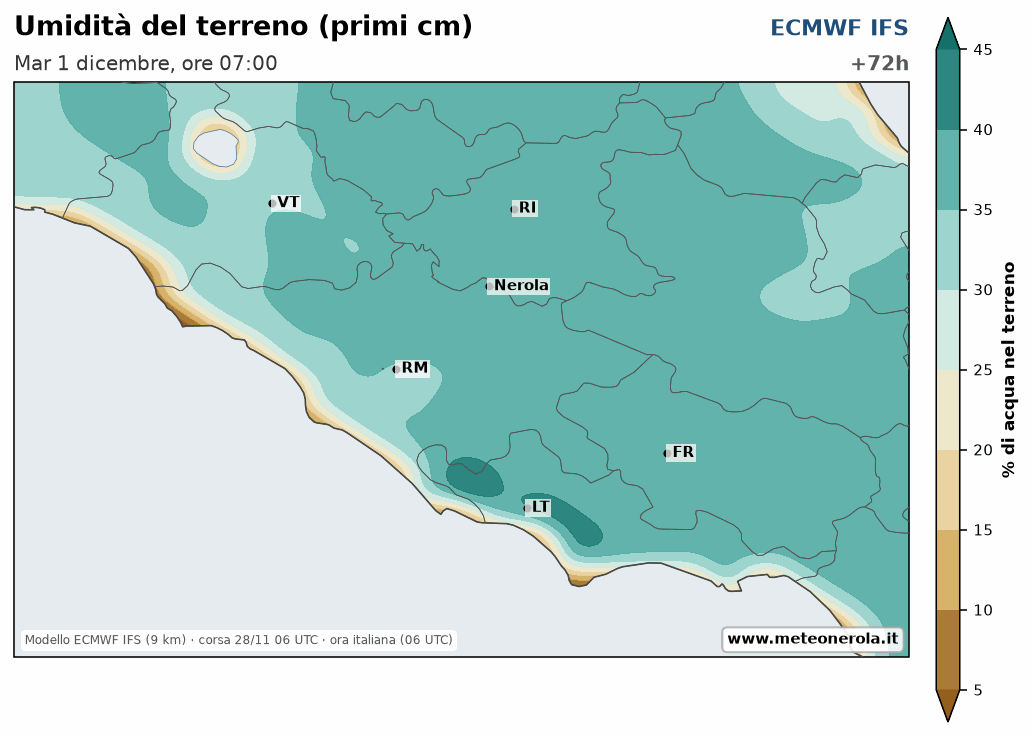 Umidità del terreno (primi cm)
ECMWF IFS
Mar 1 dicembre, ore 07:00
+72h
VT
RI
Nerola
RM
FR
LT
45
40
35
30
25
20
15
10
5
% di acqua nel terreno
Modello ECMWF IFS (9 km) · corsa 28/11 06 UTC · ora italiana (06 UTC)
www.meteonerola.it